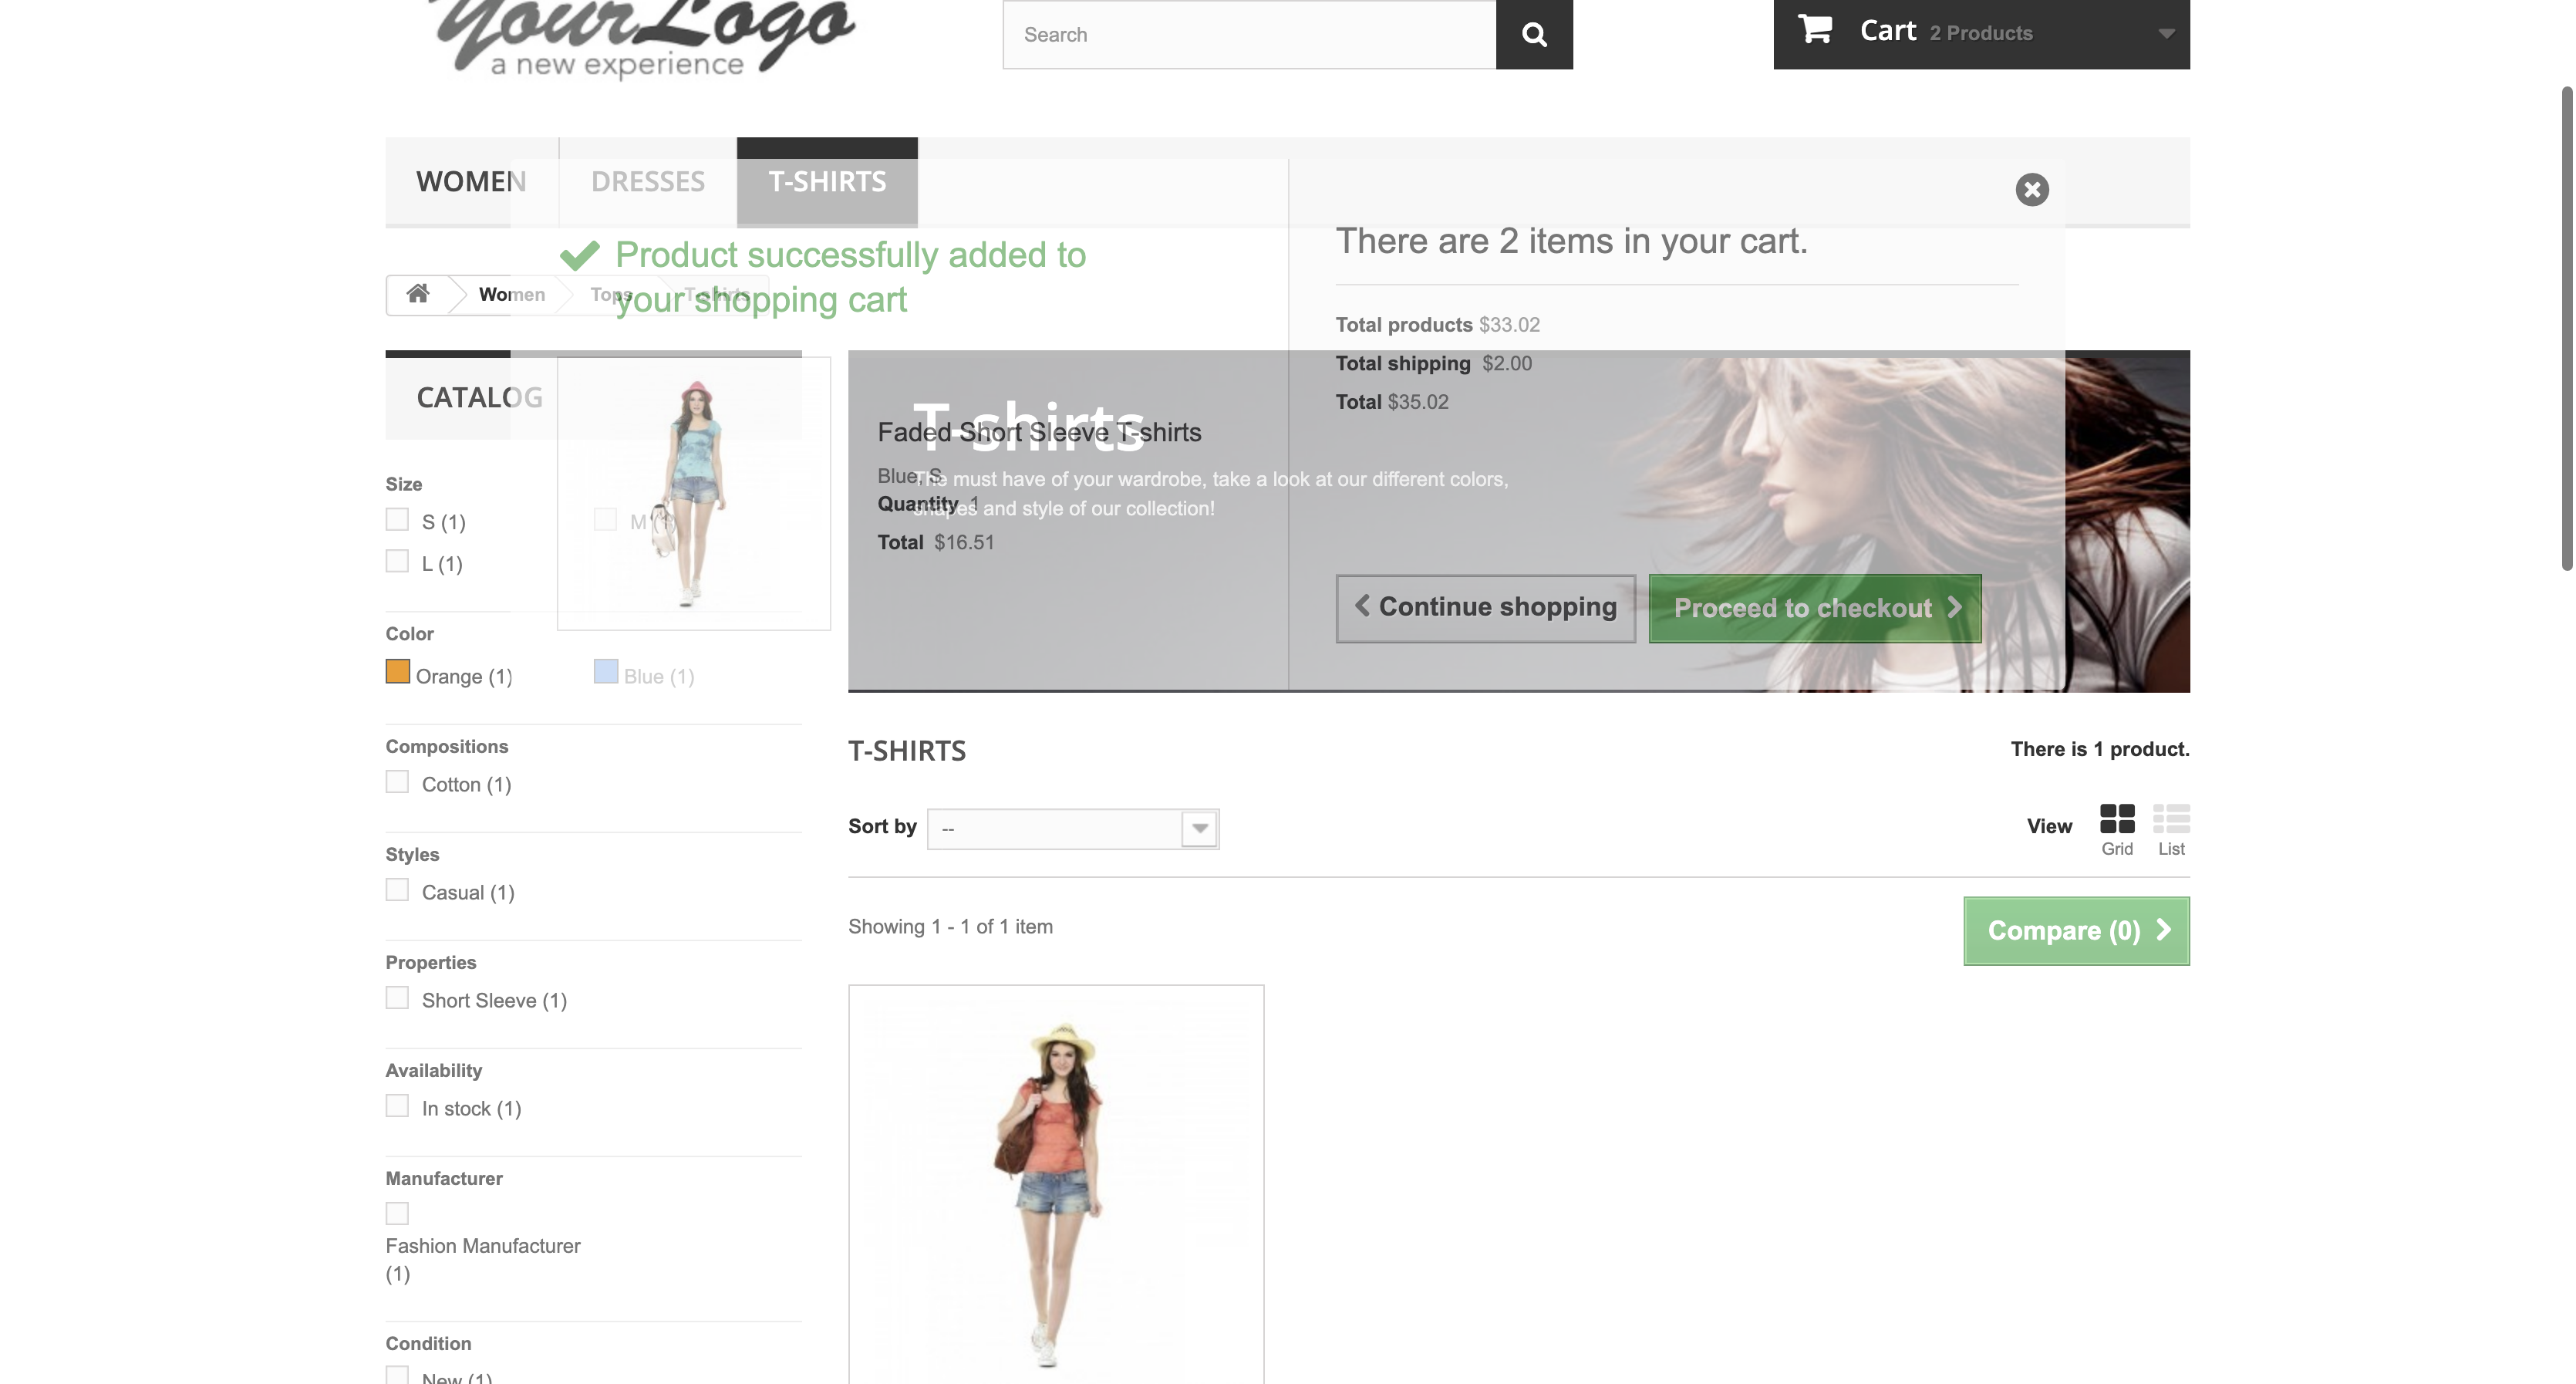 YourLogo
a new experience
Search
Cart 2 Products
WOMEN
DRESSES
T-SHIRTS
Product successfully added to
your shopping cart
There are 2 items in your cart.
Women
Tops
T-shirts
Total products $33.02
Total shipping $2.00
Total $35.02
CATALOG
T-shirts
Faded Short Sleeve T-shirts
Blue, S
The must have of your wardrobe, take a look at our different colors,
shapes and style of our collection!
Quantity 1
Total $16.51
Size
S (1)
M (1)
L (1)
Continue shopping
Proceed to checkout
Color
Orange (1)
Blue (1)
Compositions
Cotton (1)
T-SHIRTS
There is 1 product.
Sort by
--
View
Grid
List
Styles
Casual (1)
Showing 1 - 1 of 1 item
Compare (0)
Properties
Short Sleeve (1)
Availability
In stock (1)
Manufacturer
Fashion Manufacturer
(1)
Condition
New (1)